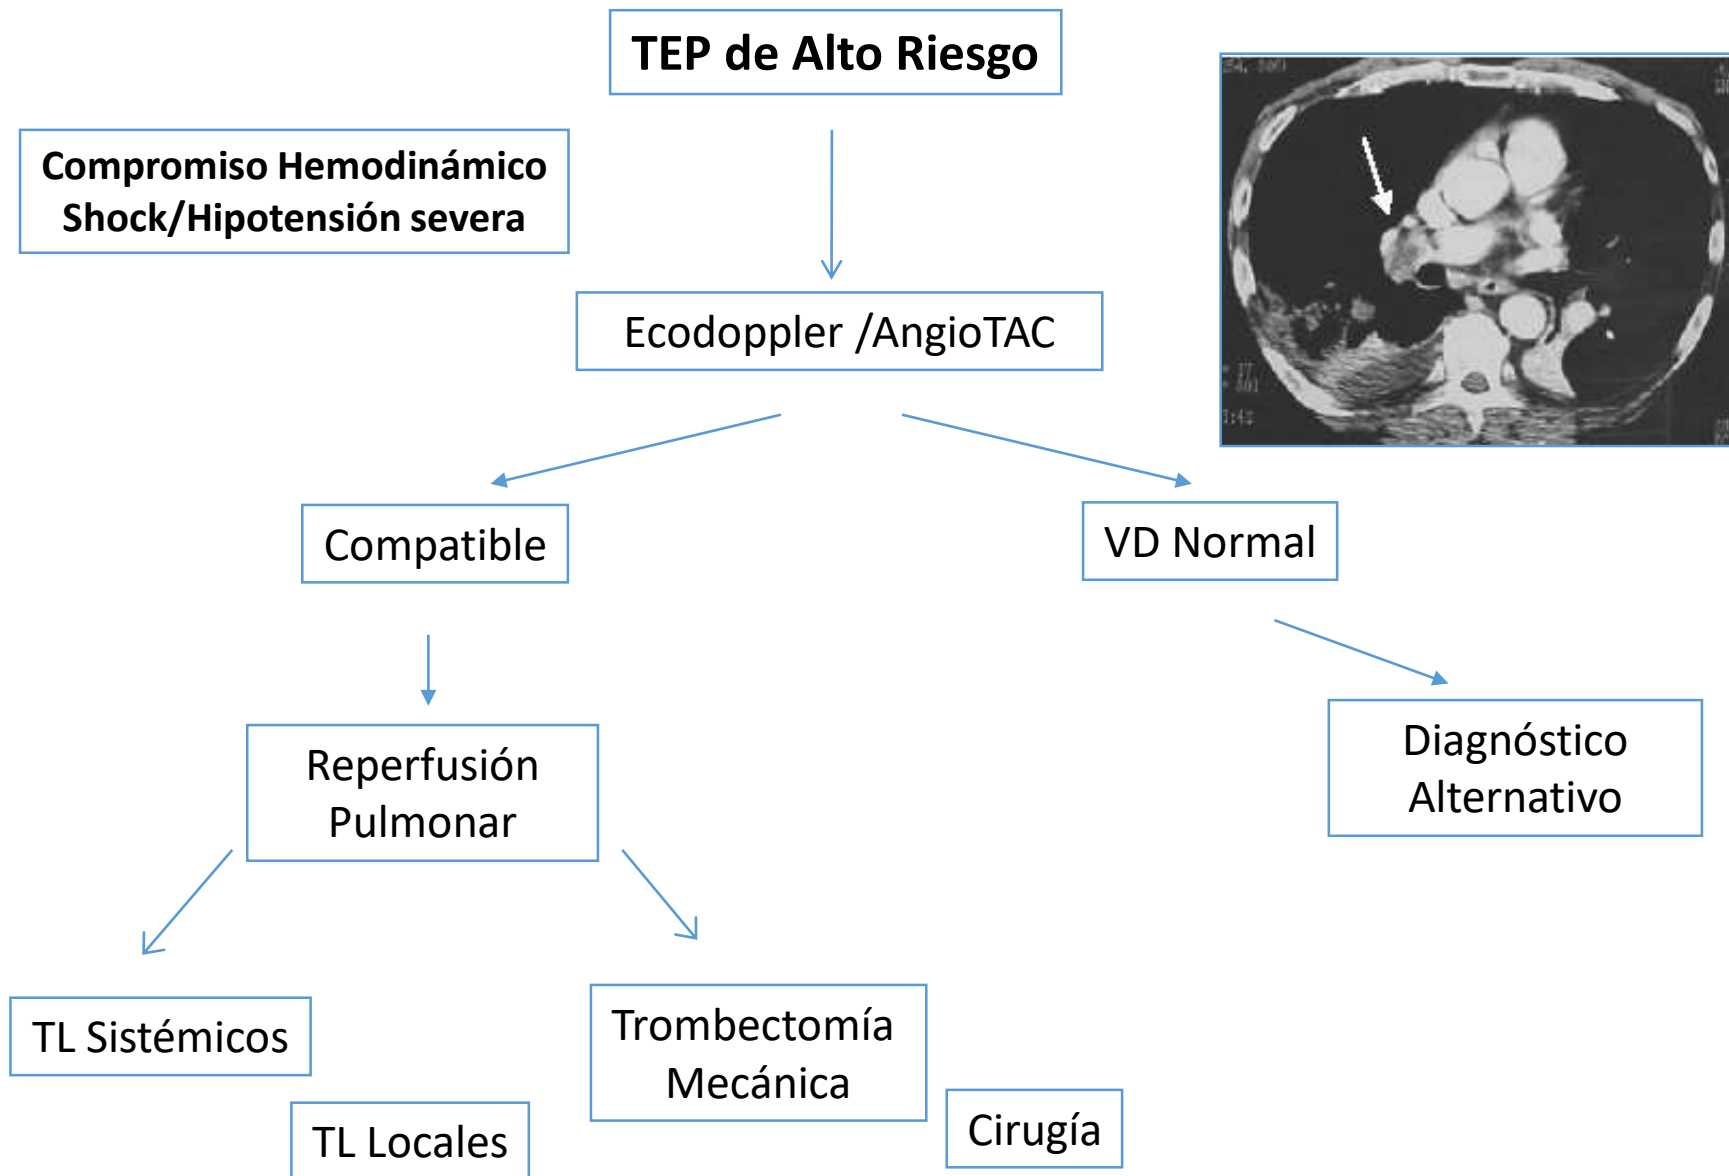 TEP de Alto Riesgo
Compromiso Hemodinámico
Shock/Hipotensión severa
Ecodoppler /AngioTAC
Compatible
VD Normal
Reperfusión
Pulmonar
Diagnóstico
Alternativo
TL Sistémicos
TL Locales
Trombectomía
Mecánica
Cirugía